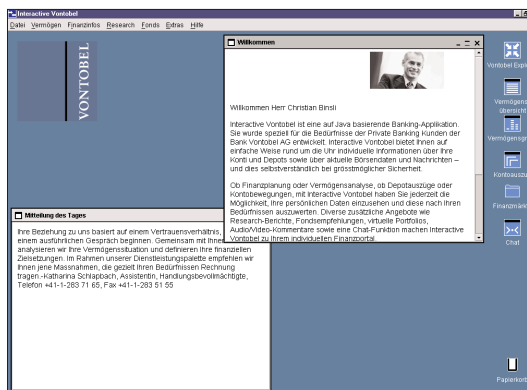 Interactive Vontobel
Datei Vermögen Finanzinfos Research Fonds Extras Hilfe
VONTOBEL
Willkommen
Willkommen Herr Christian Binsli
Interactive Vontobel ist eine auf Java basierende Banking-Applikation.
Sie wurde speziell für die Bedürfnisse der Private Banking Kunden der
Bank Vontobel AG entwickelt. Interactive Vontobel bietet Ihnen auf
einfache Weise rund um die Uhr individuelle Informationen über Ihre
Konti und Depots sowie über aktuelle Börsendaten und Nachrichten –
und dies selbstverständlich bei grösstmöglicher Sicherheit.
Ob Finanzplanung oder Vermögensanalyse, ob Depotauszüge oder
Kontobewegungen, mit Interactive Vontobel haben Sie jederzeit die
Möglichkeit, Ihre persönlichen Daten einzusehen und diese nach Ihren
Bedürfnissen auszuwerten. Diverse zusätzliche Angebote wie
Research-Berichte, Fondsempfehlungen, virtuelle Portfolios,
Audio/Video-Kommentare sowie eine Chat-Funktion machen Interactive
Vontobel zu Ihrem individuellen Finanzportal.
Mitteilung des Tages
Ihre Beziehung zu uns basiert auf einem Vertrauensverhältnis,
einem ausführlichen Gespräch beginnen. Gemeinsam mit Ihnen
analysieren wir Ihre Vermögenssituation und definieren Ihre finanziellen
Zielsetzungen. Im Rahmen unserer Dienstleistungspalette empfehlen wir
Ihnen jene Massnahmen, die gezielt Ihren Bedürfnissen Rechnung
tragen.-Katharina Schlapbach, Assistentin, Handlungsbevollmächtigte,
Telefon +41-1-283 71 65, Fax +41-1-283 51 55
Vontobel Explo
Vermögens
übersicht
Vermögensgr
Kontoauszu
Finanzmärk
Chat
Papierkorb